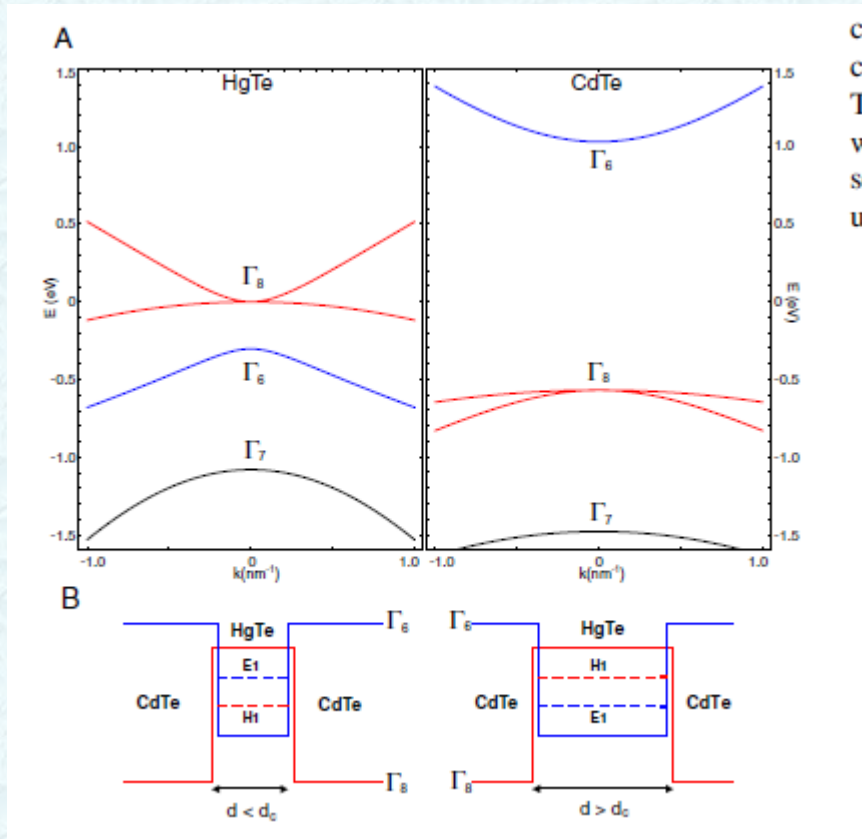 A
HgTe
CdTe
1.5
1.0
0.5
0
-0.5
-1.0
-1.5
E (eV)
Γ8
Γ6
Γ7
-1.0
0
1.0
k(nm-1)
Γ6
Γ8
Γ7
1.5
1.0
0.5
0
-0.5
-1.0
-1.5
E (eV)
-1.0
0
1.0
k(nm-1)
c
c
T
w
s
u
B
HgTe
Γ6
E1
CdTe
CdTe
H1
Γ8
d < dc
Γ6
HgTe
H1
CdTe
CdTe
E1
Γ8
d > dc